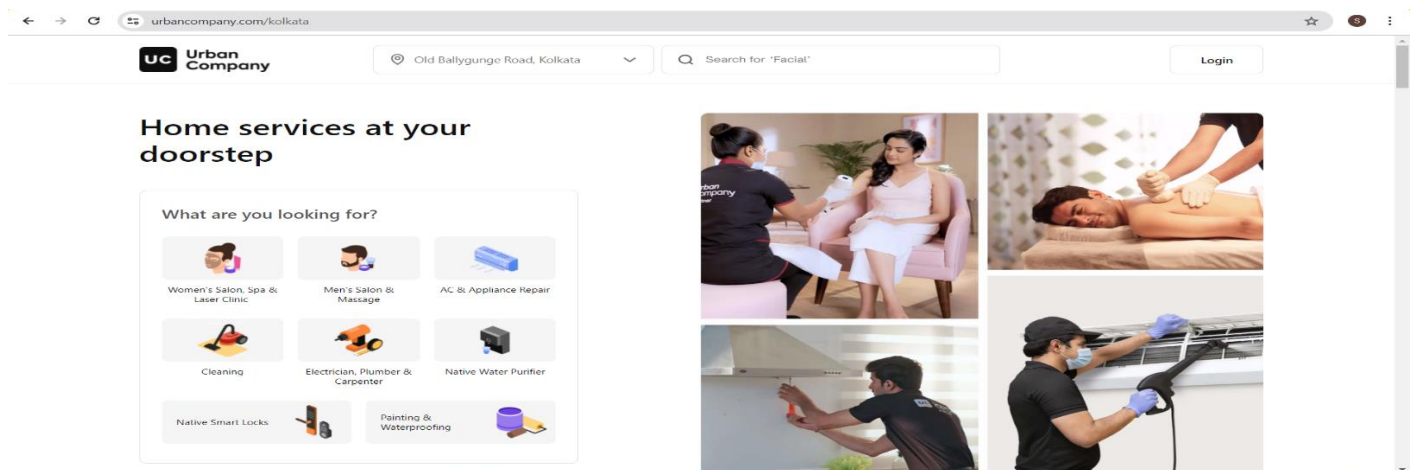 urbancompany.com/kolkata
S
UC
Urban
Company
Old Ballygunge Road, Kolkata
Search for 'Facial'
Login
Home services at your
doorstep
What are you looking for?
Women's Salon, Spa &
Laser Clinic
Men's Salon &
Massage
AC & Appliance Repair
Cleaning
Electrician, Plumber &
Carpenter
Native Water Purifier
Native Smart Locks
Painting &
Waterproofing